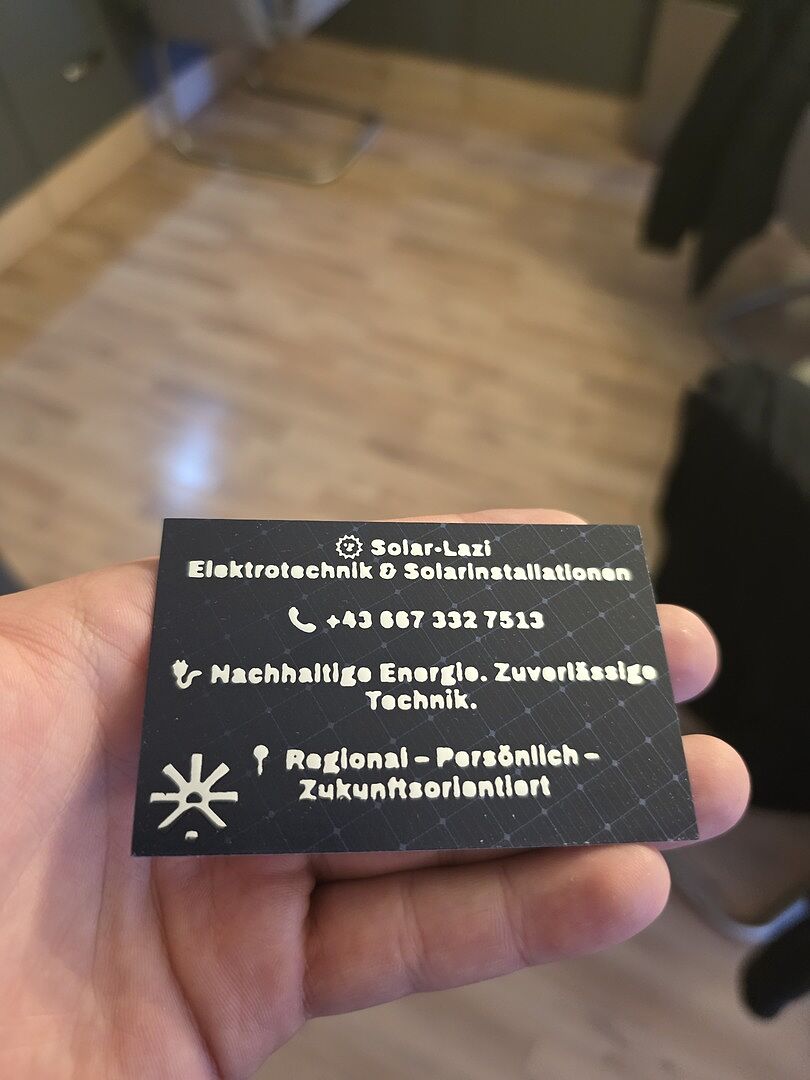 Solar-Lazi
Elektrotechnik & Solarinstallationen
+43 667 332 7513
Nachhaltige Energie. Zuverlässige
Technik.
Regional – Persönlich –
Zukunftsorientiert